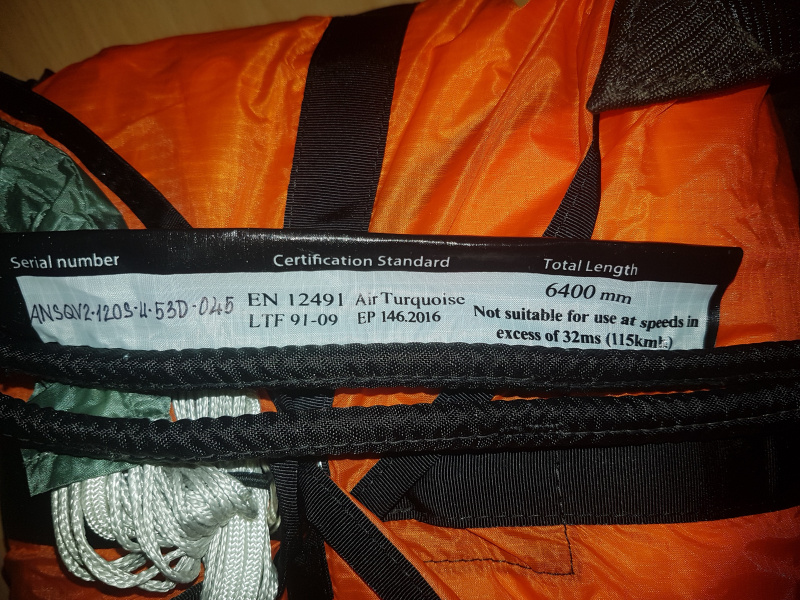 Serial number
Certification Standard
Total Length
ANSQV2-120S-U-53D-045
EN 12491 Air Turquoise
LTF 91-09 EP 146.2016
6400 mm
Not suitable for use at speeds in
excess of 32ms (115kmh)